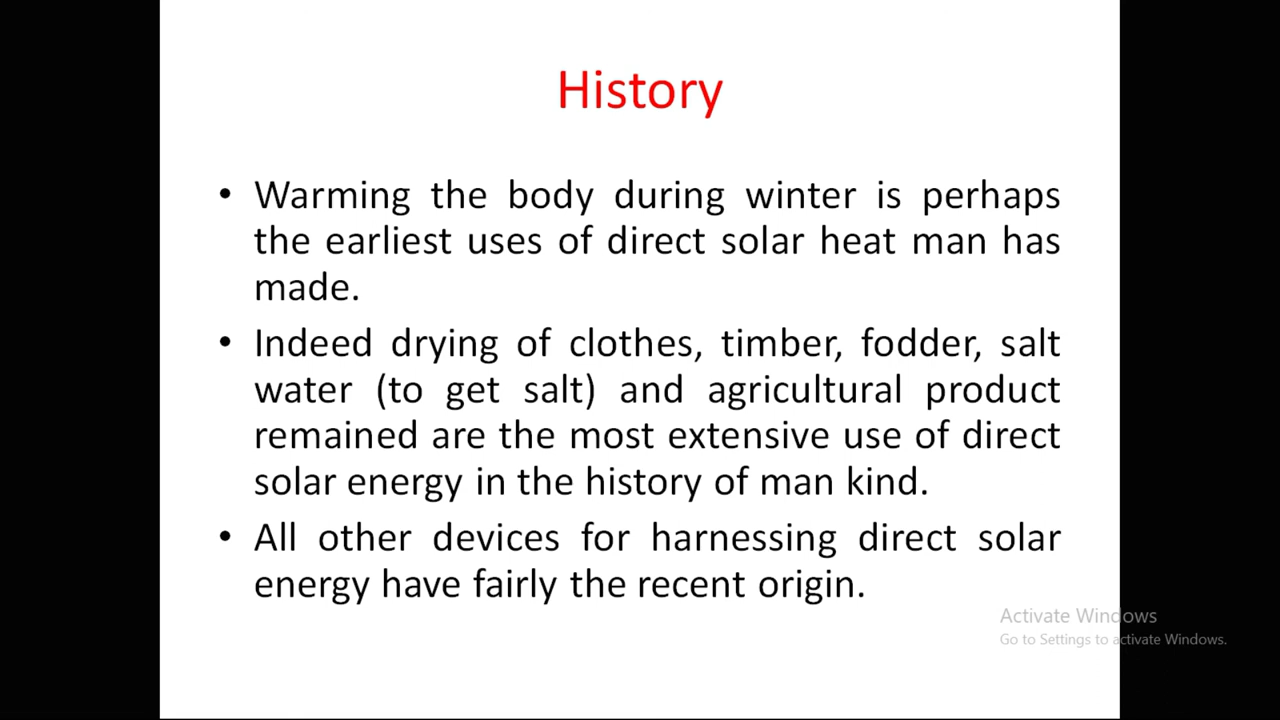 History
• Warming the body during winter is perhaps
the earliest uses of direct solar heat man has
made.
• Indeed drying of clothes, timber, fodder, salt
water (to get salt) and agricultural product
remained are the most extensive use of direct
solar energy in the history of man kind.
• All other devices for harnessing direct solar
energy have fairly the recent origin.
Activate Windows
Go to Settings to activate Windows.